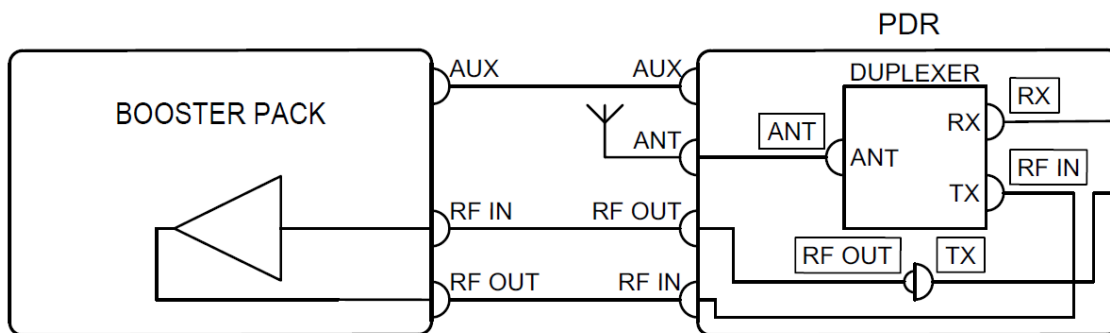 PDR
AUX
AUX
DUPLEXER
RX
BOOSTER PACK
RX
ANT
ANT
ANT
RF IN
TX
RF IN
RF OUT
RF OUT
TX
RF OUT
RF IN